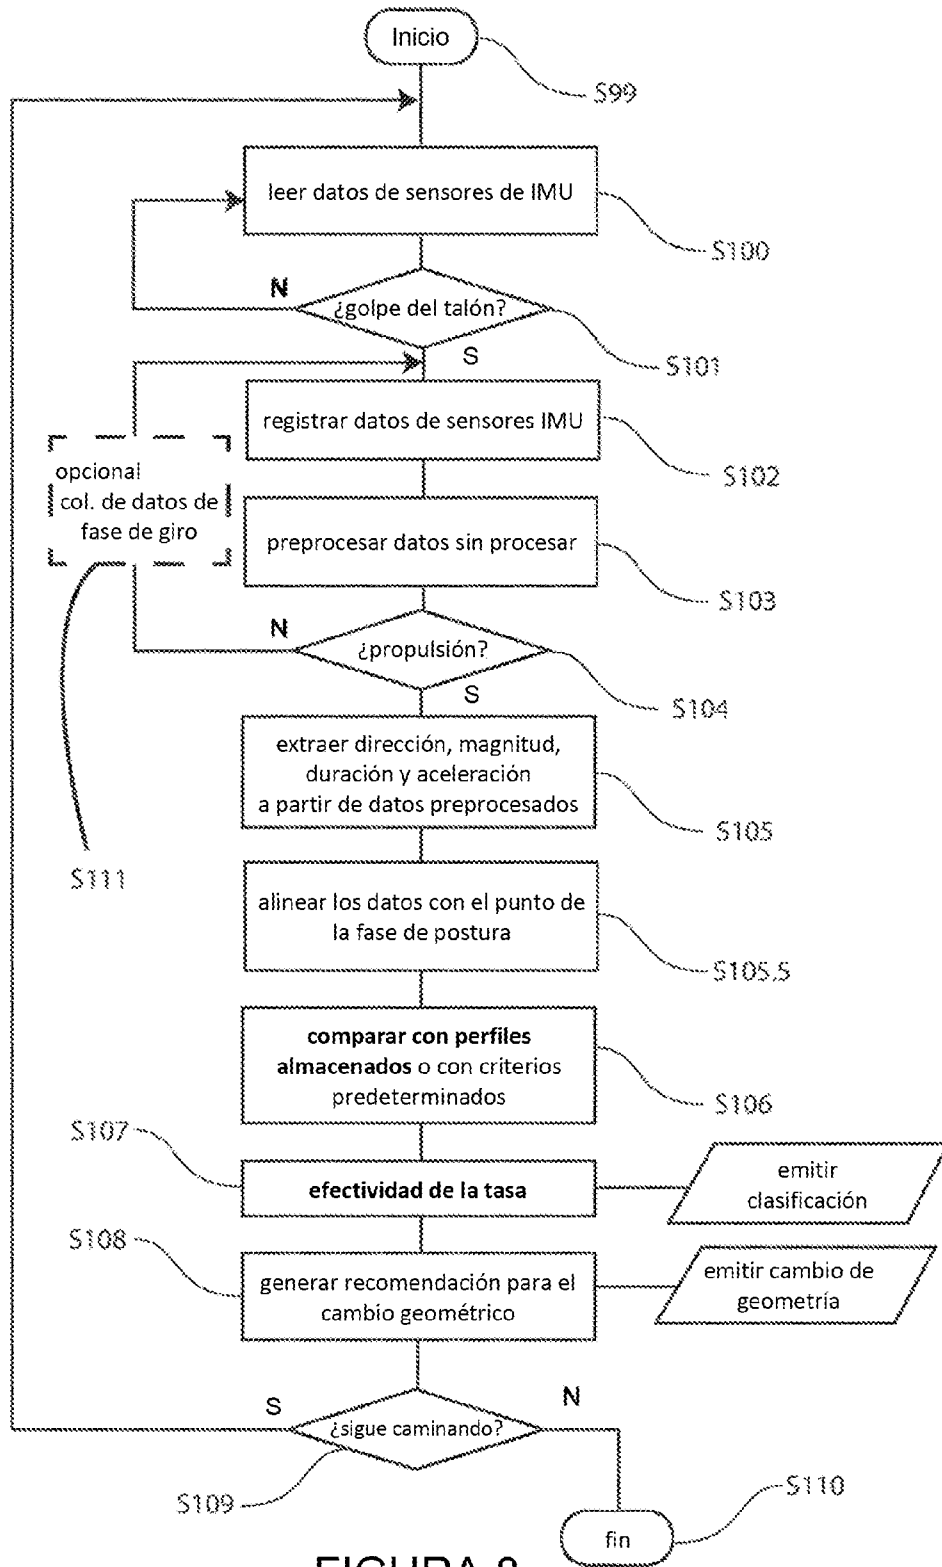 Inicio
S99
leer datos de sensores de IMU
S100
N
¿golpe del talón?
S
S101
registrar datos de sensores IMU
S102
opcional
col. de datos de
fase de giro
preprocesar datos sin procesar
S103
N
¿propulsión?
S
S104
extraer dirección, magnitud,
duración y aceleración
a partir de datos preprocesados
S105
S111
alinear los datos con el punto de
la fase de postura
S105.5
comparar con perfiles
almacenados o con criterios
predeterminados
S106
S107
efectividad de la tasa
emitir
clasificación
S108
generar recomendación para el
cambio geométrico
emitir cambio de
geometría
S
N
¿sigue caminando?
S109
S110
fin